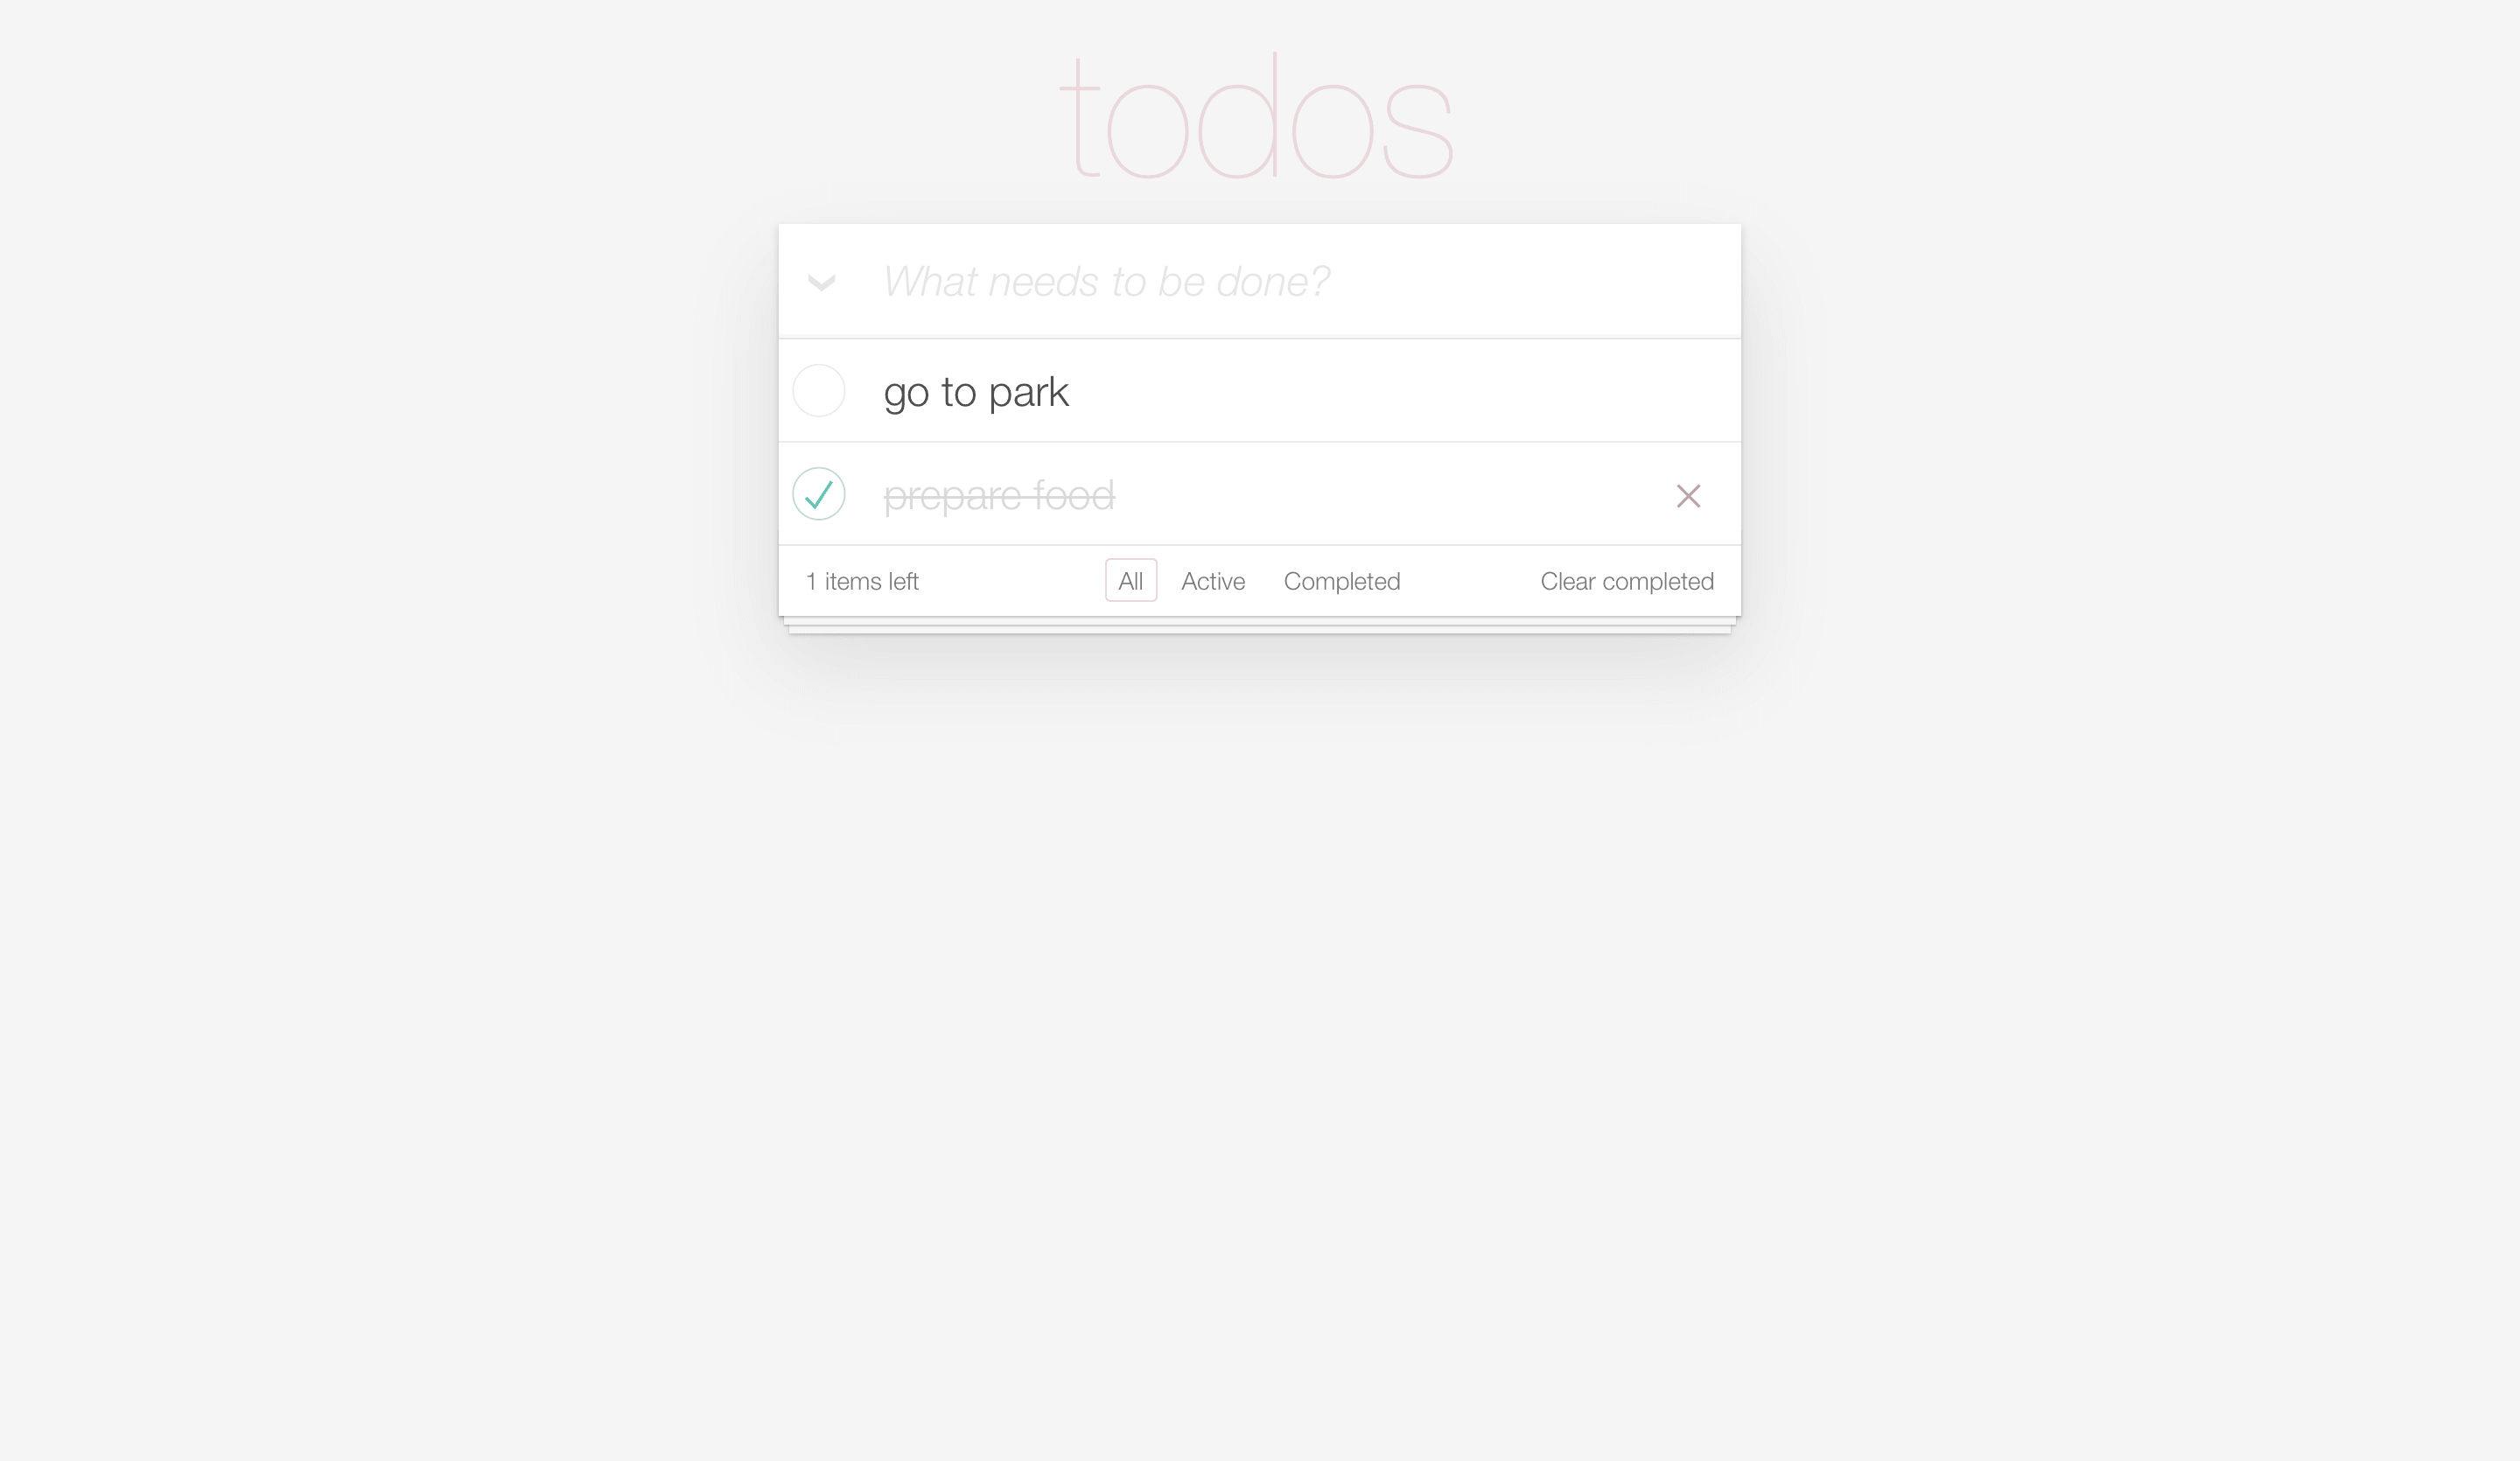 todos
What needs to be done?
go to park
prepare food
1 items left All Active Completed Clear completed